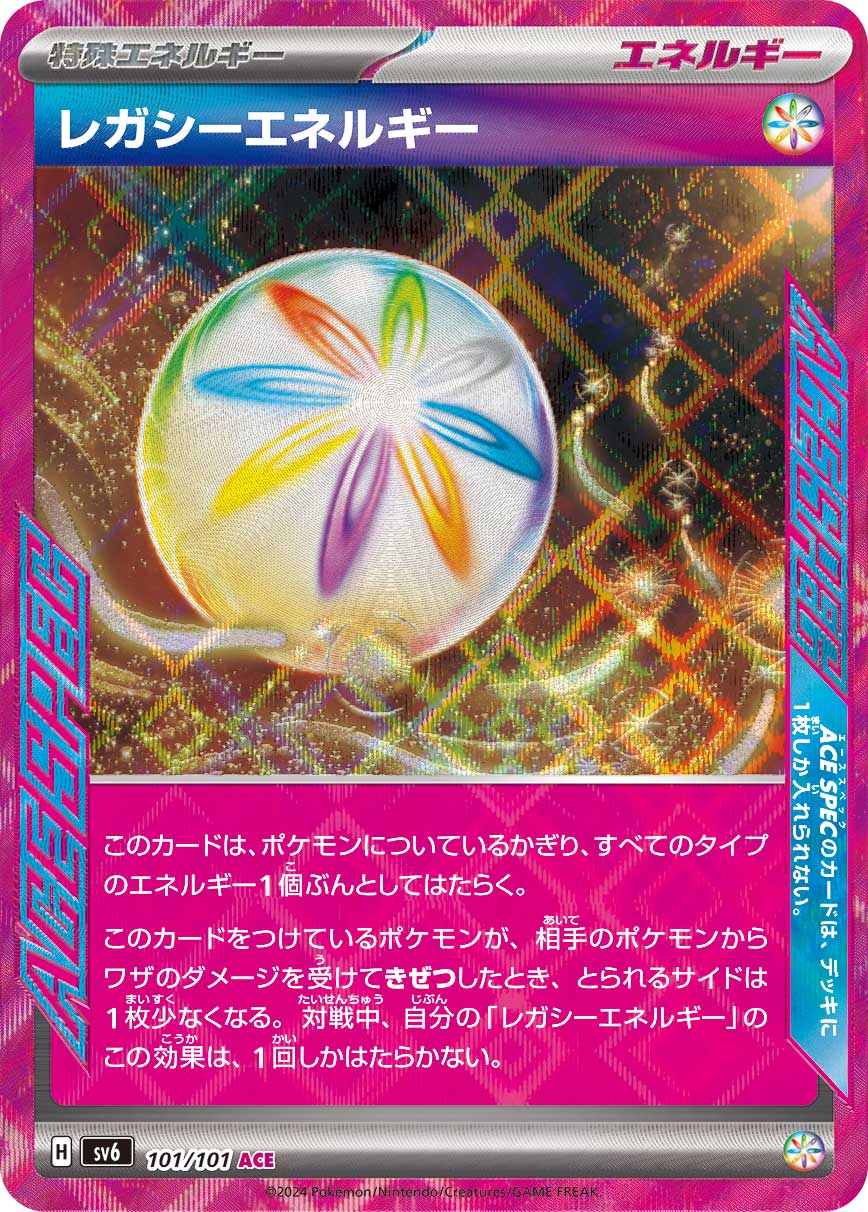 特殊エネルギー
エネルギー
レガシーエネルギー
ACE SPEC
ACE SPEC
ACE SPECのカードは、デッキに
1枚しか入れられない。
このカードは、ポケモンについているかぎり、すべてのタイプ
のエネルギー1個ぶんとしてはたらく。
このカードをつけているポケモンが、相手のポケモンから
ワザのダメージを受けてきぜつしたとき、とられるサイドは
1枚少なくなる。対戦中、自分の「レガシーエネルギー」の
この効果は、1回しかはたらかない。
H sv6 101/101 ACE
©2024 Pokémon/Nintendo/Creatures/GAME FREAK.